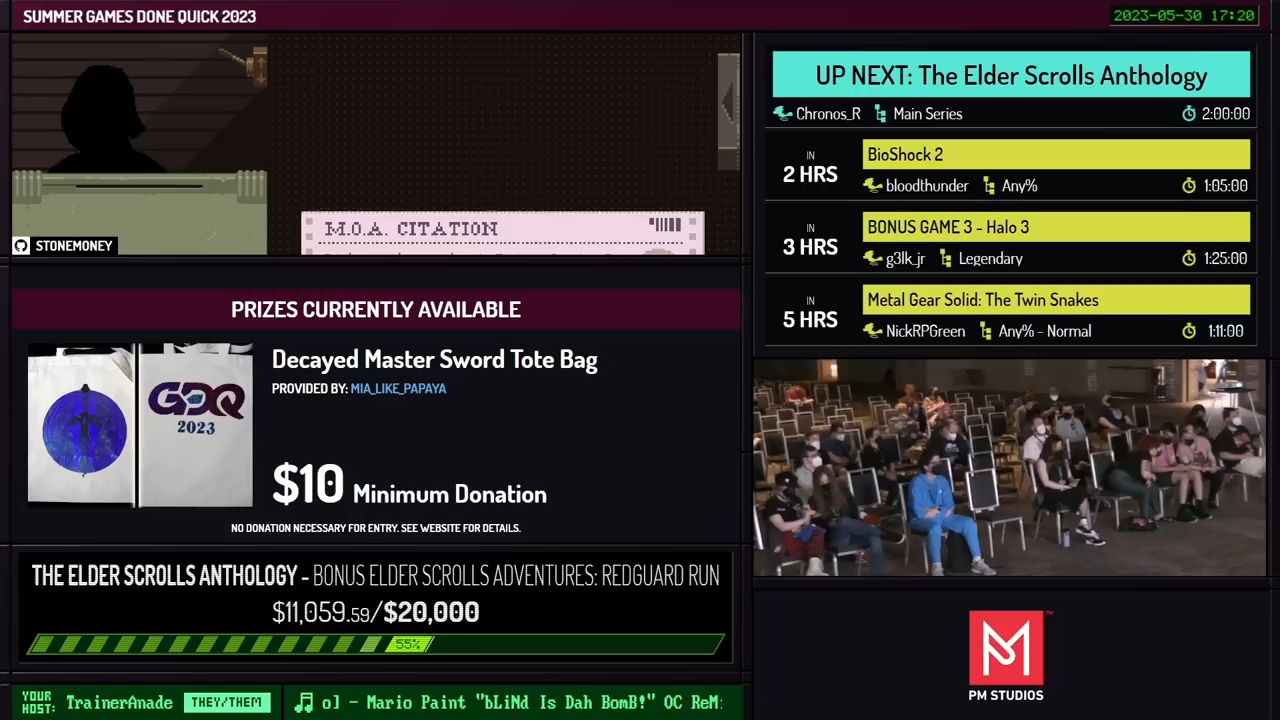 SUMMER GAMES DONE QUICK 2023
2023-05-30 17:20
M.O.A. CITATION
STONEMONEY
PRIZES CURRENTLY AVAILABLE
GDQ
2023
Decayed Master Sword Tote Bag
PROVIDED BY: MIA_LIKE_PAPAYA
$10 Minimum Donation
NO DONATION NECESSARY FOR ENTRY. SEE WEBSITE FOR DETAILS.
THE ELDER SCROLLS ANTHOLOGY - BONUS ELDER SCROLLS ADVENTURES: REDGUARD RUN
$11,059.59/$20,000
55%
YOUR HOST: TrainerAnade THEY/THEM
o] - Mario Paint "bLiNd Is Dah BomB!" OC ReM
UP NEXT: The Elder Scrolls Anthology
Chronos_R Main Series 2:00:00
IN 2 HRS
BioShock 2
bloodthunder Any% 1:05:00
IN 3 HRS
BONUS GAME 3 - Halo 3
g3lk_jr Legendary 1:25:00
IN 5 HRS
Metal Gear Solid: The Twin Snakes
NickRPGreen Any% - Normal 1:11:00
PM STUDIOS